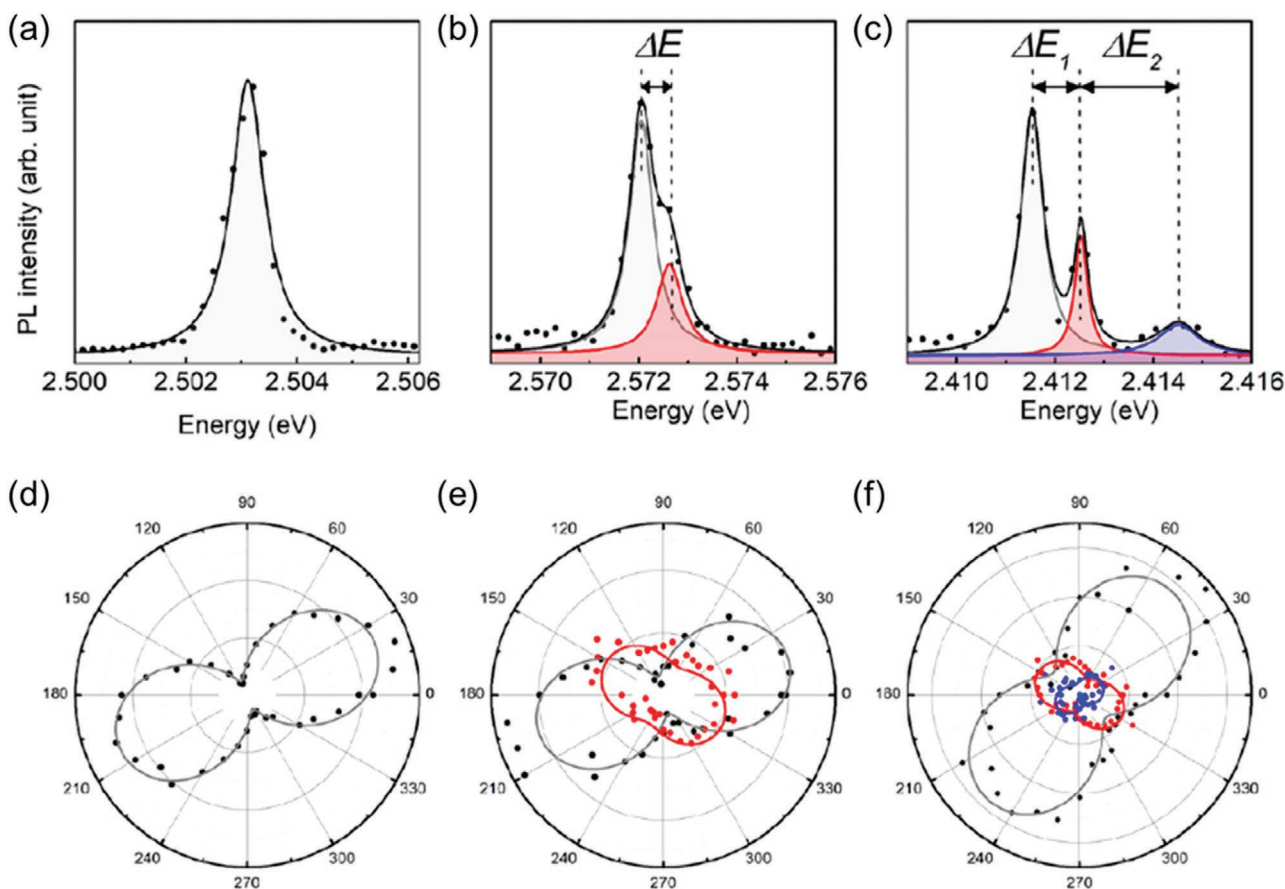 (a)
(b)
(c)
ΔE
ΔE₁
ΔE₂
PL intensity (arb. unit)
2.500 2.502 2.504 2.506
2.570 2.572 2.574 2.576
2.410 2.412 2.414 2.416
Energy (eV)
Energy (eV)
Energy (eV)
(d)
90
120 60
150 30
180 0
210 330
240 300
270
(e)
90
120 60
150 30
180 0
210 330
240 300
270
(f)
90
120 60
150 30
180 0
210 330
240 300
270